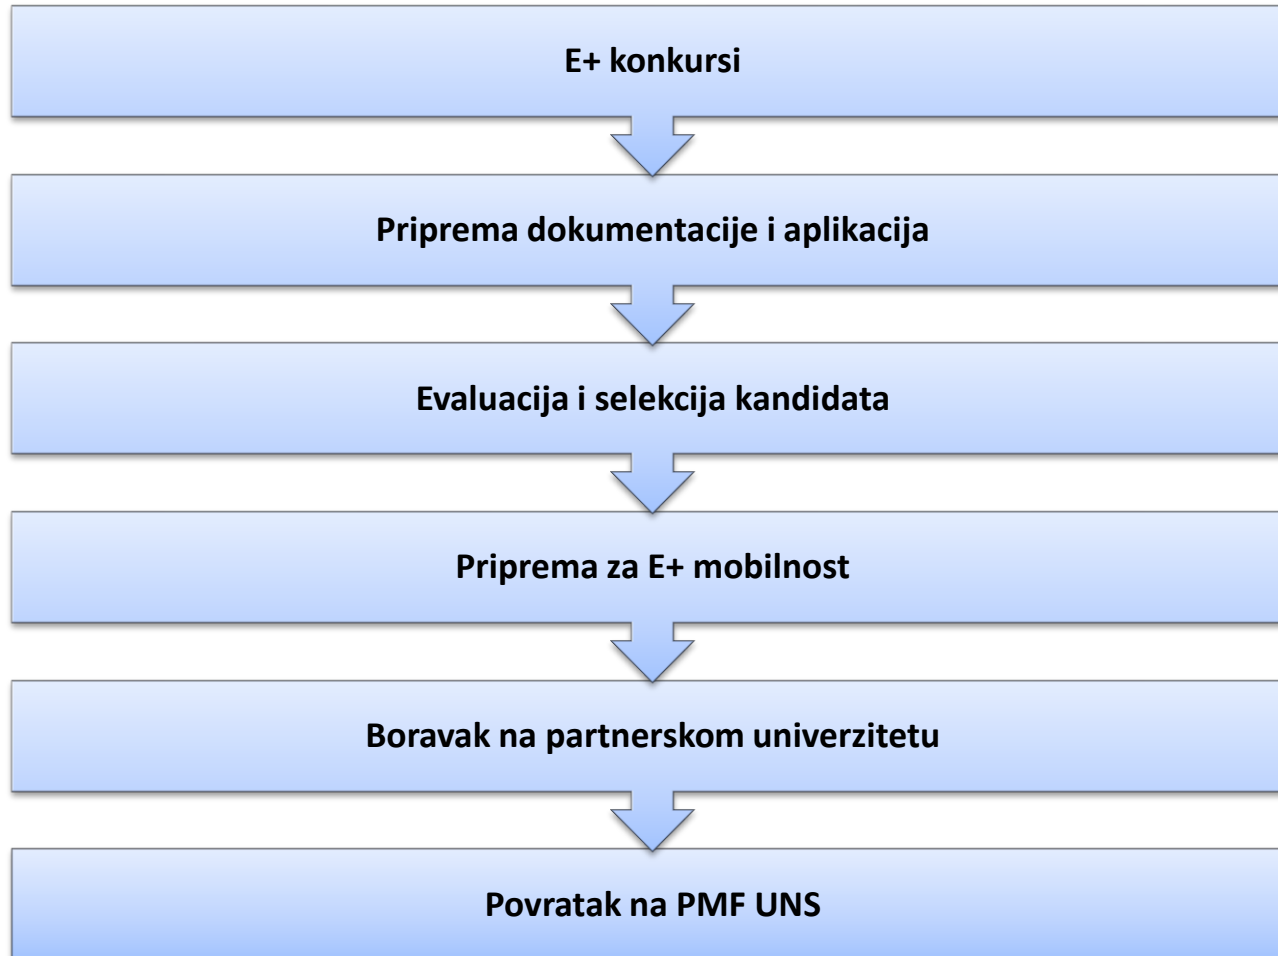 E+ konkursi
Priprema dokumentacije i aplikacija
Evaluacija i selekcija kandidata
Priprema za E+ mobilnost
Boravak na partnerskom univerzitetu
Povratak na PMF UNS